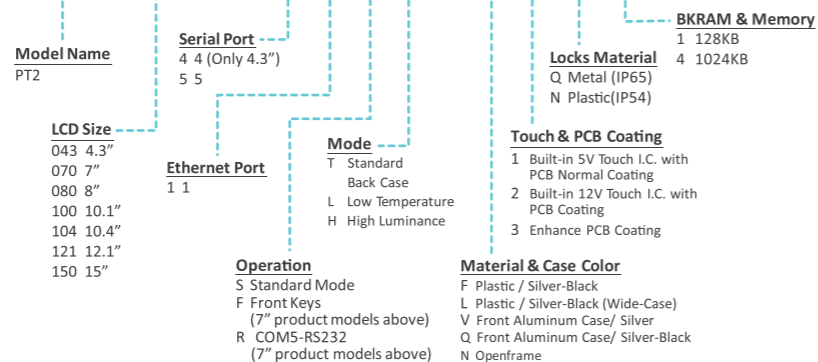 Model Name
PT2
LCD Size
043 4.3”
070 7”
080 8”
100 10.1”
104 10.4”
121 12.1”
150 15”
Serial Port
4 4 (Only 4.3”)
5 5
Ethernet Port
1 1
Operation
S Standard Mode
F Front Keys
(7” product models above)
R COM5-RS232
(7” product models above)
Mode
T Standard
Back Case
L Low Temperature
H High Luminance
Material & Case Color
F Plastic / Silver-Black
L Plastic / Silver-Black (Wide-Case)
V Front Aluminum Case/ Silver
Q Front Aluminum Case/ Silver-Black
N Openframe
Touch & PCB Coating
1 Built-in 5V Touch I.C. with
PCB Normal Coating
2 Built-in 12V Touch I.C. with
PCB Coating
3 Enhance PCB Coating
Locks Material
Q Metal (IP65)
N Plastic(IP54)
BKRAM & Memory
1 128KB
4 1024KB